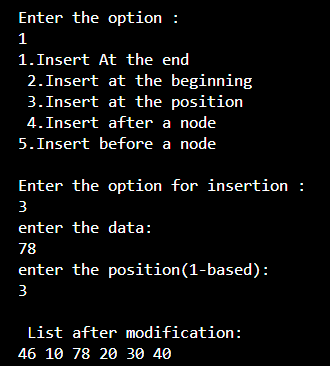 Enter the option :
1
1.Insert At the end
2.Insert at the beginning
3.Insert at the position
4.Insert after a node
5.Insert before a node
Enter the option for insertion :
3
enter the data:
78
enter the position(1-based):
3
List after modification:
46 10 78 20 30 40